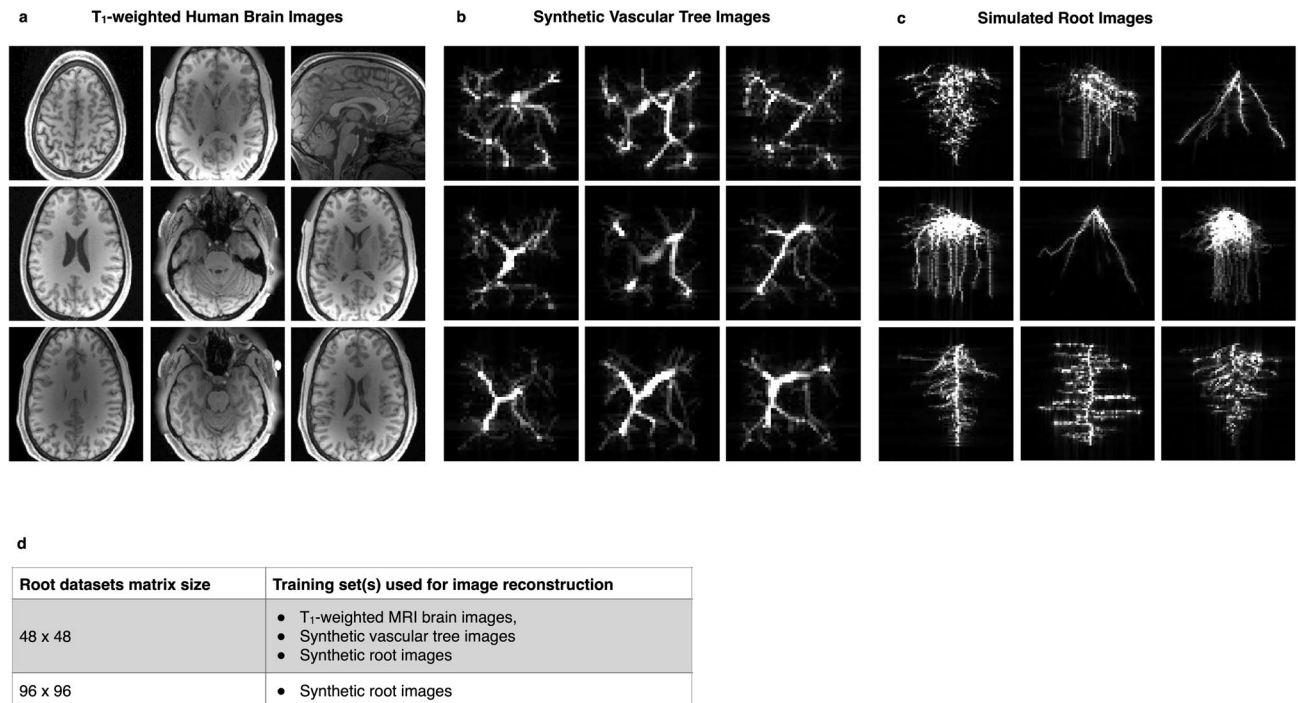 a T₁-weighted Human Brain Images
b Synthetic Vascular Tree Images
c Simulated Root Images
d
Root datasets matrix size
Training set(s) used for image reconstruction
48 x 48
● T₁-weighted MRI brain images,
● Synthetic vascular tree images
● Synthetic root images
96 x 96
● Synthetic root images